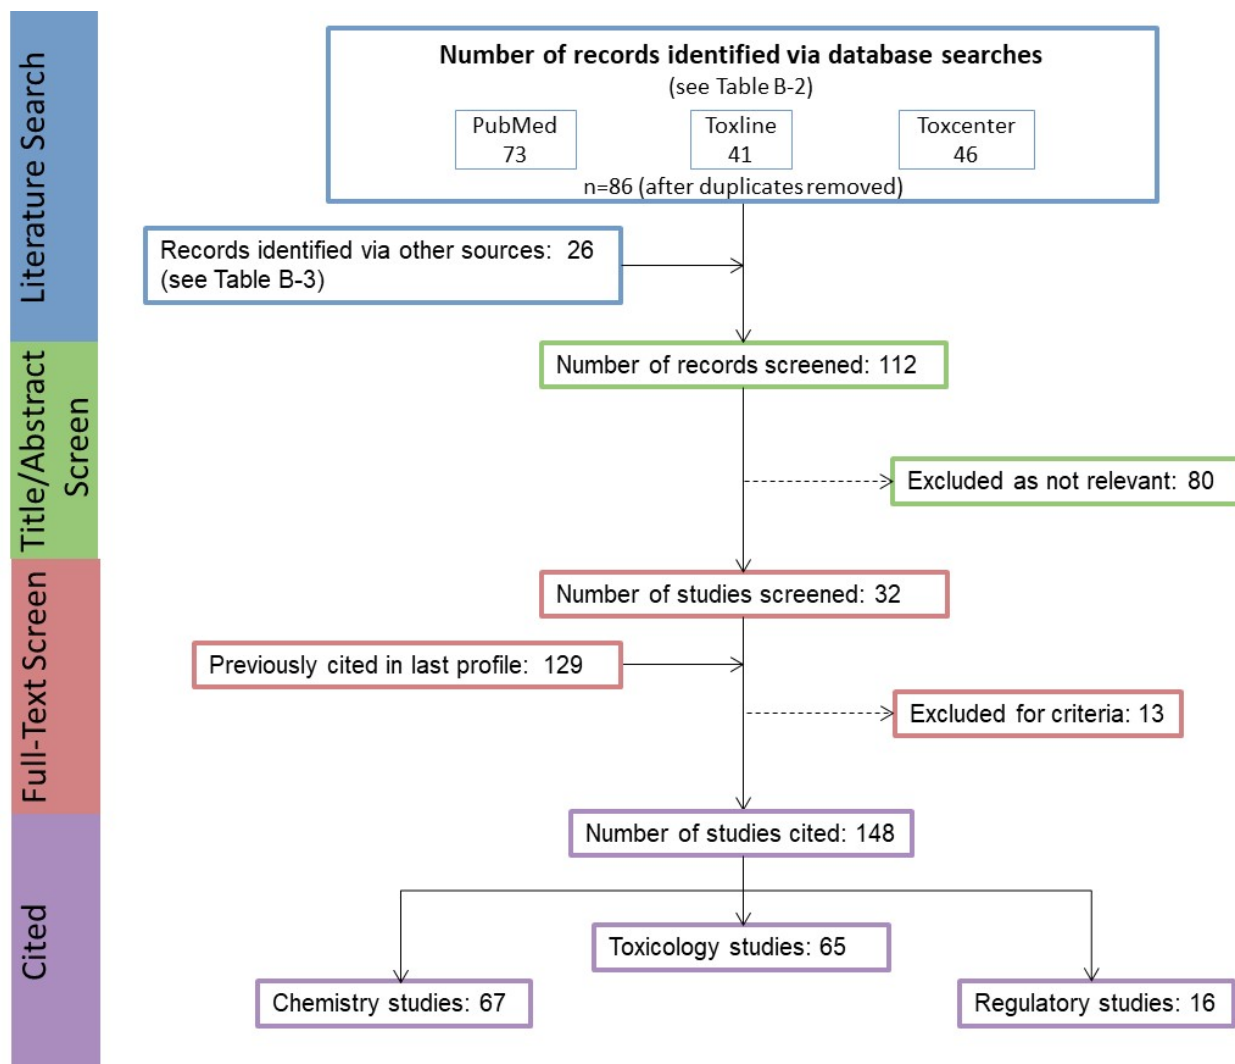 Literature Search
Number of records identified via database searches
(see Table B-2)
PubMed
73
Toxline
41
Toxcenter
46
n=86 (after duplicates removed)
Records identified via other sources: 26
(see Table B-3)
Title/Abstract
Screen
Number of records screened: 112
Excluded as not relevant: 80
Full-Text Screen
Number of studies screened: 32
Previously cited in last profile: 129
Excluded for criteria: 13
Cited
Number of studies cited: 148
Toxicology studies: 65
Chemistry studies: 67
Regulatory studies: 16